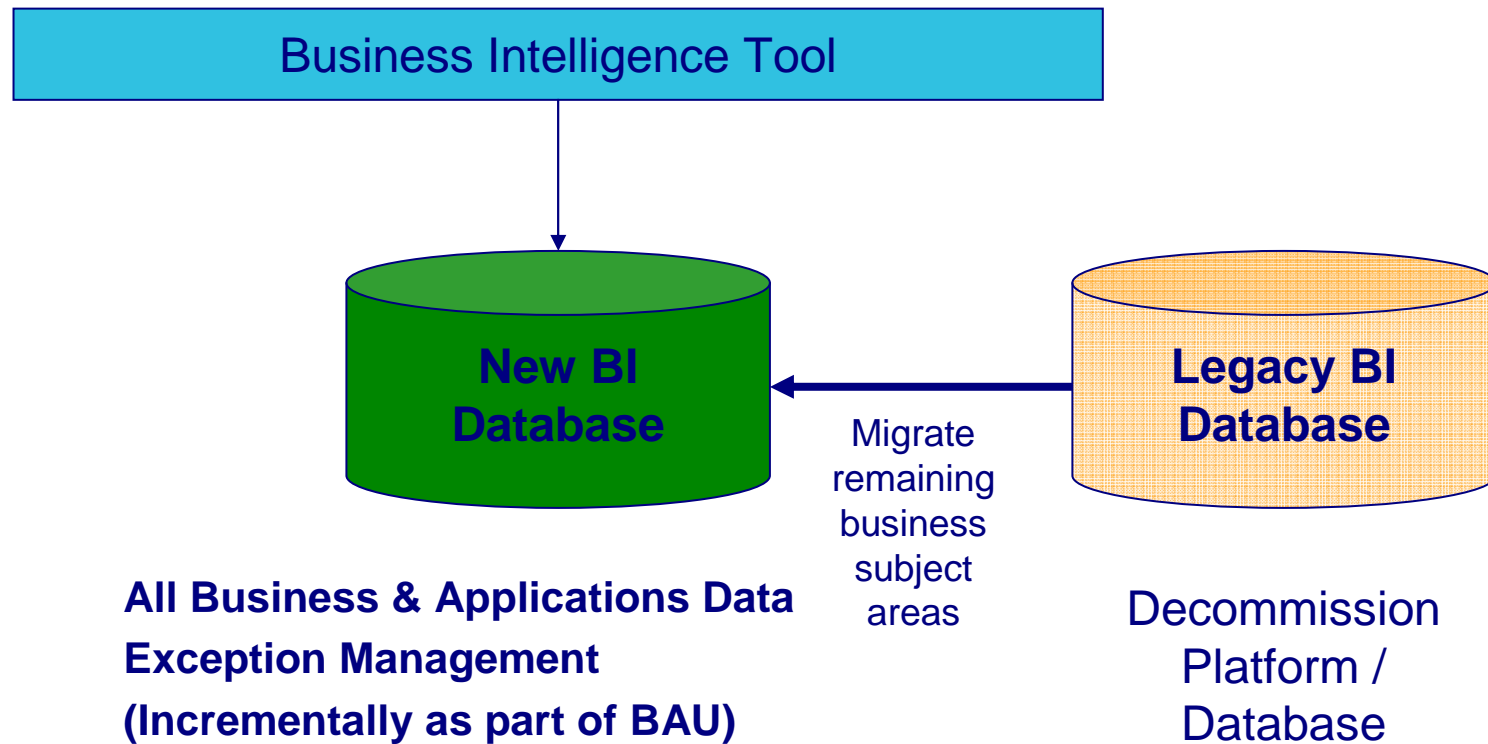 Business Intelligence Tool
New BI
Database
Legacy BI
Database
Migrate
remaining
business
subject
areas
All Business & Applications Data
Exception Management
(Incrementally as part of BAU)
Decommission
Platform /
Database